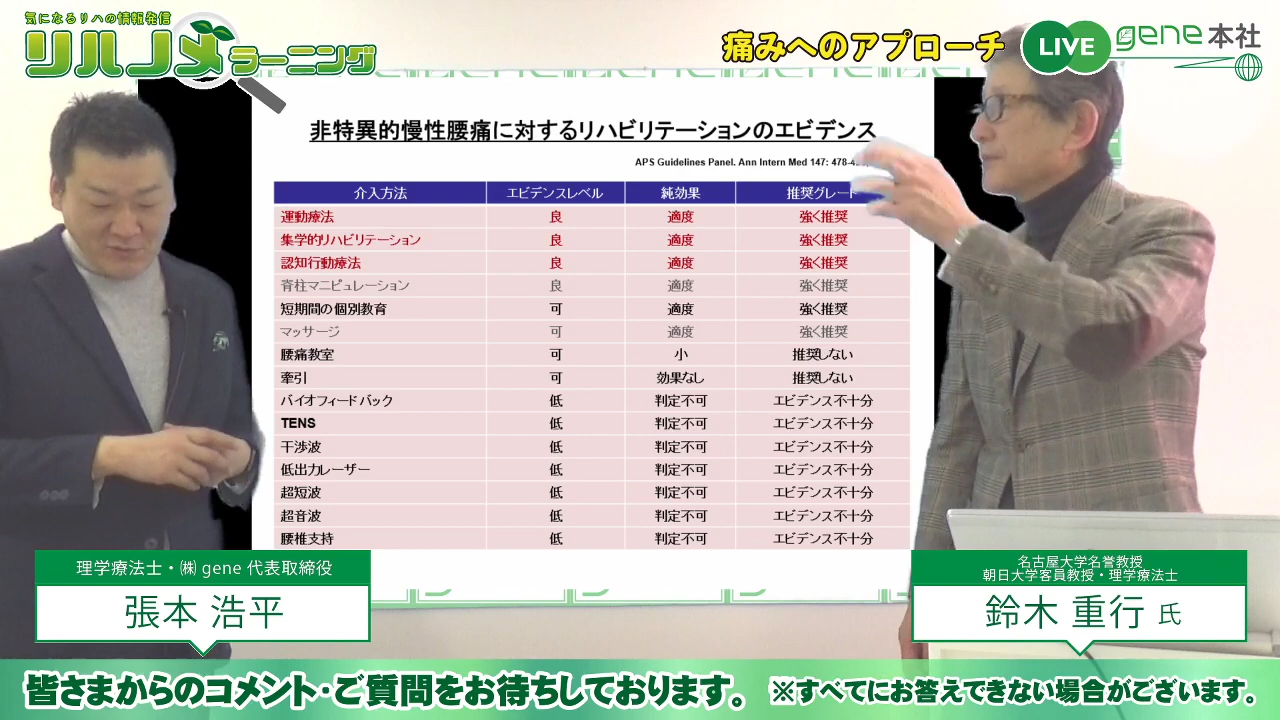 気になるリハの情報発信
リハノメ
ラーニング
痛みへのアプローチ
LIVE
gene本社
非特異的慢性腰痛に対するリハビリテーションのエビデンス
APS Guidelines Panel. Ann Intern Med 147: 478-4
介入方法 エビデンスレベル 純効果 推奨グレード
運動療法 良 適度 強く推奨
集学的リハビリテーション 良 適度 強く推奨
認知行動療法 良 適度 強く推奨
脊柱マニピュレーション 良 適度 強く推奨
短期間の個別教育 可 適度 強く推奨
マッサージ 可 適度 強く推奨
腰痛教室 可 小 推奨しない
牽引 可 効果なし 推奨しない
バイオフィードバック 低 判定不可 エビデンス不十分
TENS 低 判定不可 エビデンス不十分
干渉波 低 判定不可 エビデンス不十分
低出力レーザー 低 判定不可 エビデンス不十分
超短波 低 判定不可 エビデンス不十分
超音波 低 判定不可 エビデンス不十分
腰椎支持 低 判定不可 エビデンス不十分
理学療法士・㈱gene 代表取締役
張本 浩平
名古屋大学名誉教授
朝日大学客員教授・理学療法士
鈴木 重行 氏
皆さまからのコメント・ご質問をお待ちしております。 ※すべてにお答えできない場合がございます。